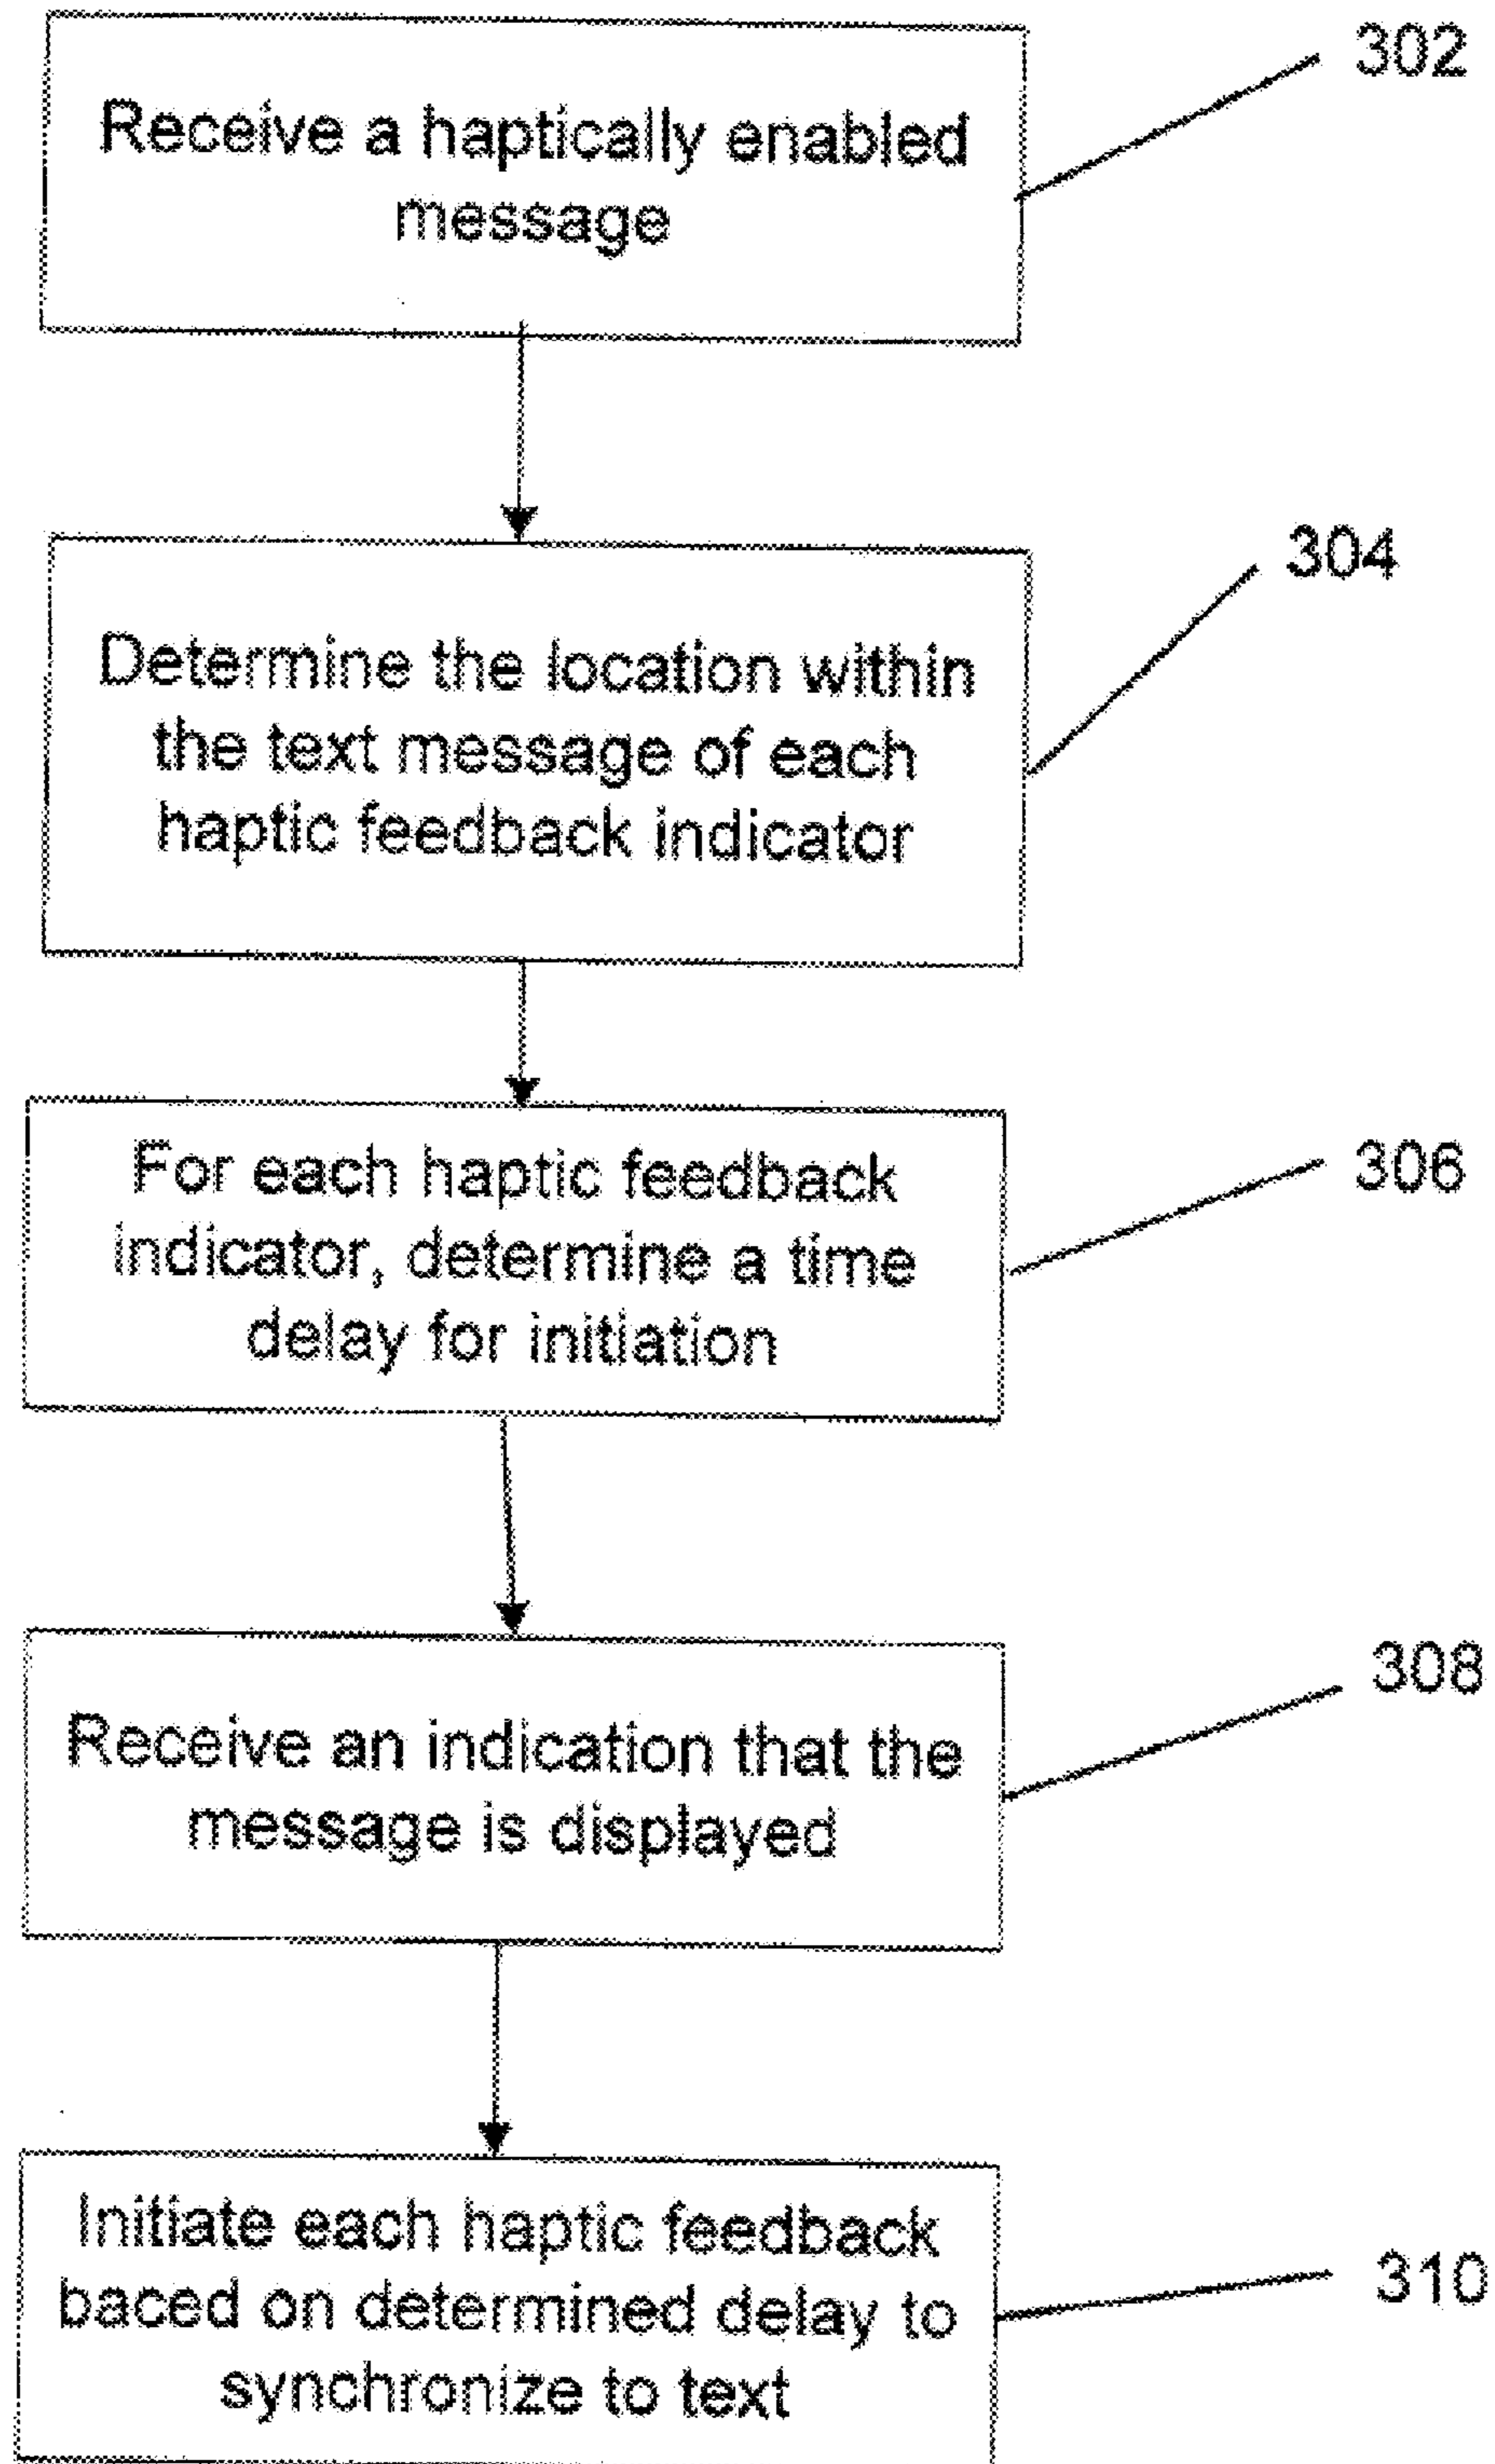 Receive a haptically enabled
message
302
Determine the location within
the text message of each
haptic feedback indicator
304
For each haptic feedback
indicator, determine a time
delay for initiation
306
Receive an indication that the
message is displayed
308
Initiate each haptic feedback
baced on determined delay to
synchronize to text
310